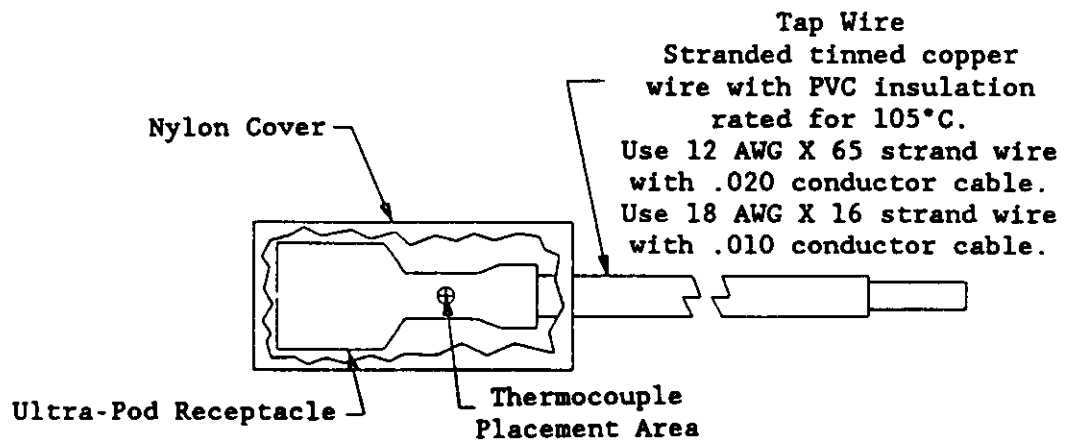 Tap Wire
Stranded tinned copper
wire with PVC insulation
rated for 105°C.
Use 12 AWG X 65 strand wire
with .020 conductor cable.
Use 18 AWG X 16 strand wire
with .010 conductor cable.
Nylon Cover
Ultra-Pod Receptacle
Thermocouple
Placement Area